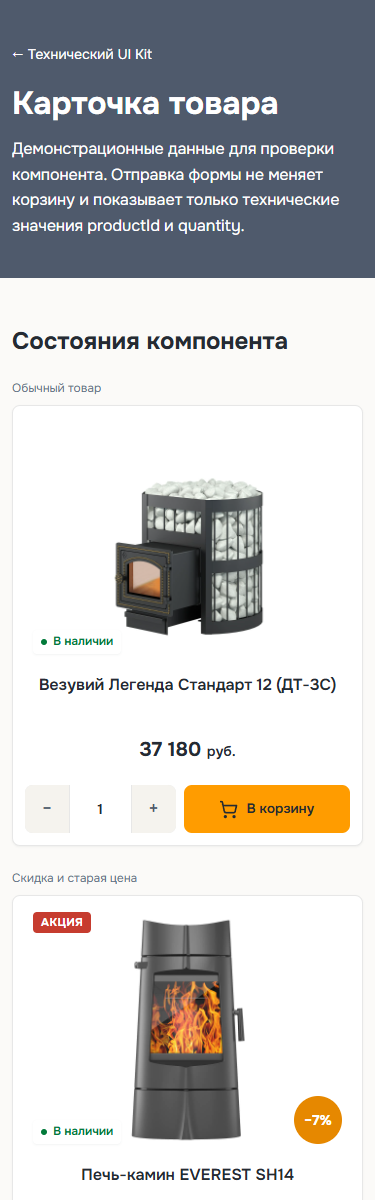 ← Технический UI Kit
Карточка товара
Демонстрационные данные для проверки
компонента. Отправка формы не меняет
корзину и показывает только технические
значения productId и quantity.
Состояния компонента
Обычный товар
В наличии
Везувий Легенда Стандарт 12 (ДТ-3С)
37 180 руб.
− 1 + В корзину
Скидка и старая цена
АКЦИЯ
−7%
В наличии
Печь-камин EVEREST SH14